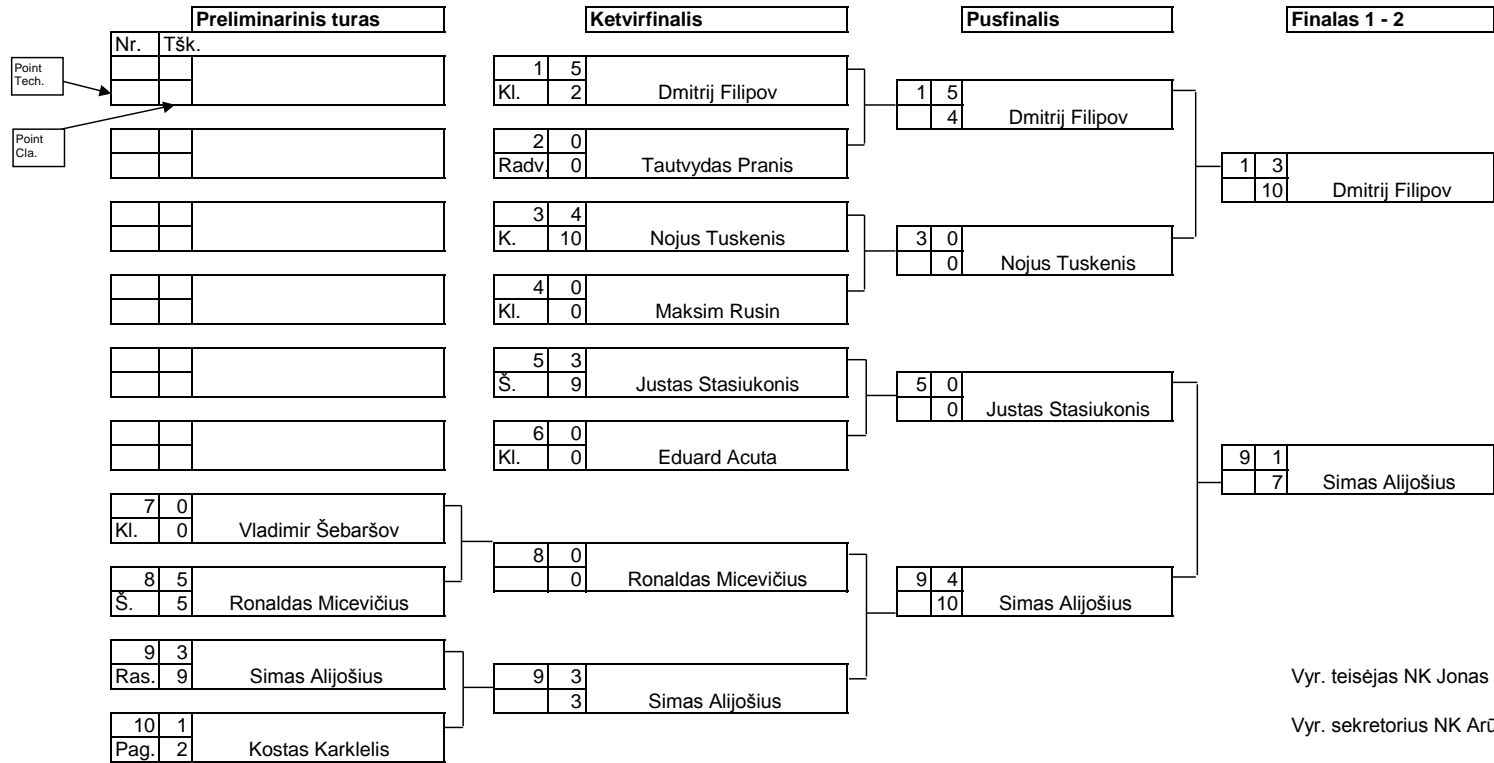 Preliminarinis turas Ketvirfinalis Pusfinalis Finalas 1 - 2
Nr. Tšk.
Point
Tech.
Point
Cla.
1 5
Kl. 2 Dmitrij Filipov
2 0
Radv. 0 Tautvydas Pranis
3 4
K. 10 Nojus Tuskenis
4 0
Kl. 0 Maksim Rusin
5 3
Š. 9 Justas Stasiukonis
6 0
Kl. 0 Eduard Acuta
7 0
Kl. 0 Vladimir Šebaršov
8 5
Š. 5 Ronaldas Micevičius
9 3
Ras. 9 Simas Alijošius
10 1
Pag. 2 Kostas Karklelis
8 0
0 Ronaldas Micevičius
9 3
3 Simas Alijošius
1 5
4 Dmitrij Filipov
3 0
0 Nojus Tuskenis
5 0
0 Justas Stasiukonis
9 4
10 Simas Alijošius
1 3
10 Dmitrij Filipov
9 1
7 Simas Alijošius
Vyr. teisėjas NK Jonas
Vyr. sekretorius NK Arū